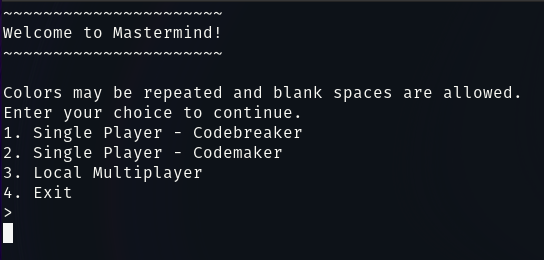 ~~~~~~~~~~~~~~~~~~~~~~
Welcome to Mastermind!
~~~~~~~~~~~~~~~~~~~~~~
Colors may be repeated and blank spaces are allowed.
Enter your choice to continue.
1. Single Player - Codebreaker
2. Single Player - Codemaker
3. Local Multiplayer
4. Exit
>